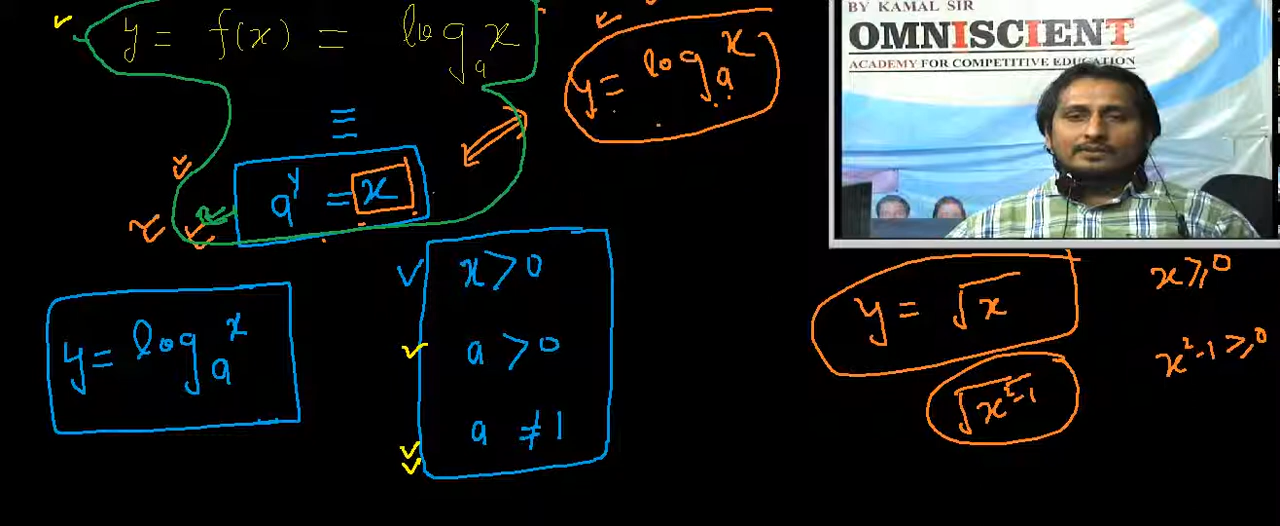 y = f(x) = log_a x
≡
a^y = x
y = log_a x
x > 0
a > 0
a ≠ 1
y = log_a x
BY KAMAL SIR
OMNISCIENT
ACADEMY FOR COMPETITIVE EDUCATION
y = √x
x ≥ 0
√x²-1
x²-1 ≥ 0